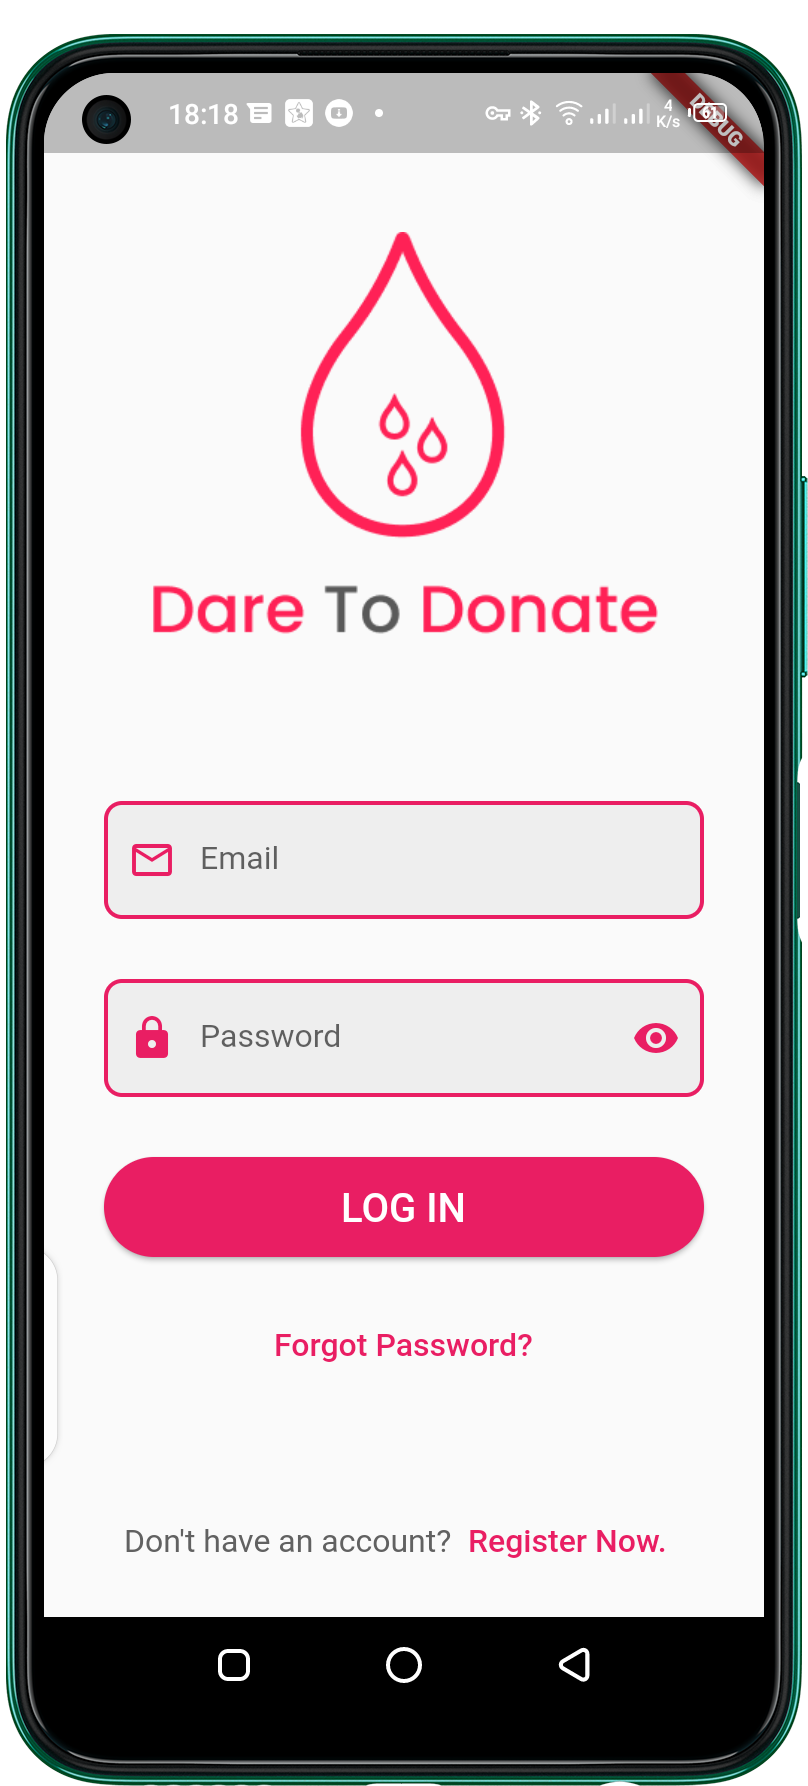 18:18
4
K/s
61
DEBUG
Dare To Donate
Email
Password
LOG IN
Forgot Password?
Don't have an account? Register Now.